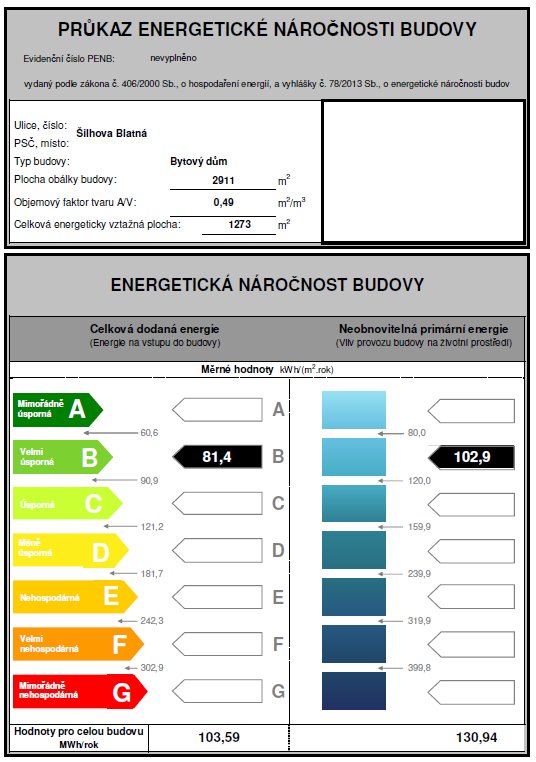 PRŮKAZ ENERGETICKÉ NÁROČNOSTI BUDOVY
Evidenční číslo PENB: nevyplněno
vydaný podle zákona č. 406/2000 Sb., o hospodaření energií, a vyhlášky č. 78/2013 Sb., o energetické náročnosti budov
Ulice, číslo:
Šilhova Blatná
PSČ, místo:
Typ budovy: Bytový dům
Plocha obálky budovy: 2911 m²
Objemový faktor tvaru A/V: 0,49 m²/m³
Celková energeticky vztažná plocha: 1273 m²
ENERGETICKÁ NÁROČNOST BUDOVY
Celková dodaná energie Neobnovitelná primární energie
(Energie na vstupu do budovy) (Vliv provozu budovy na životní prostředí)
Měrné hodnoty kWh/(m².rok)
Mimořádně úsporná A A
60,6 80,0
Velmi úsporná B 81,4 B 102,9
90,9 120,0
Úsporná C C
121,2 159,9
Méně úsporná D D
181,7 239,9
Nehospodárná E E
242,3 319,9
Velmi nehospodárná F F
302,9 399,8
Mimořádně nehospodárná G G
Hodnoty pro celou budovu 103,59 130,94
MWh/rok